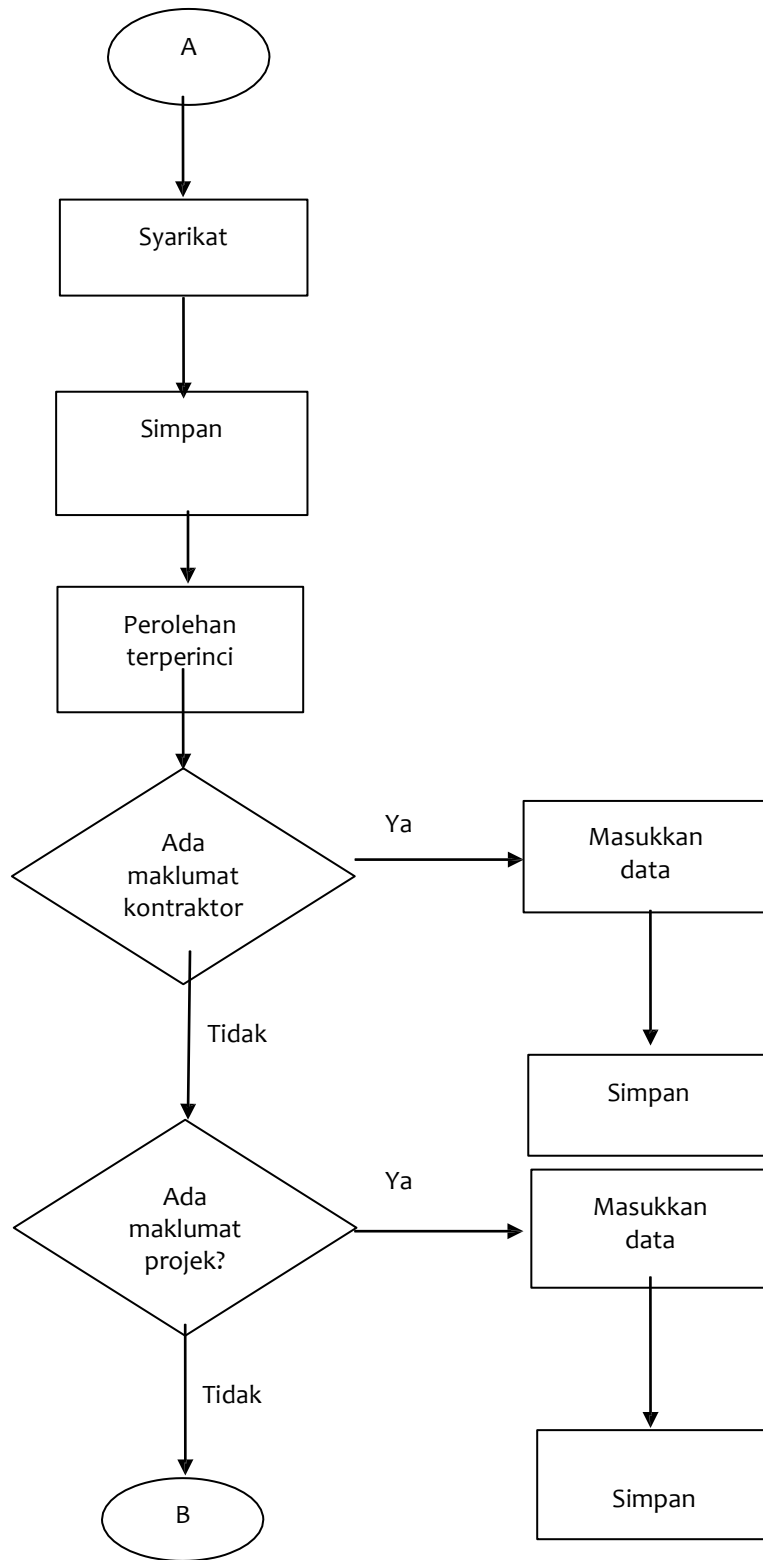 A
Syarikat
Simpan
Perolehan
terperinci
Ada
maklumat
kontraktor
Ya
Masukkan
data
Tidak
Simpan
Ada
maklumat
projek?
Ya
Masukkan
data
Tidak
Simpan
B